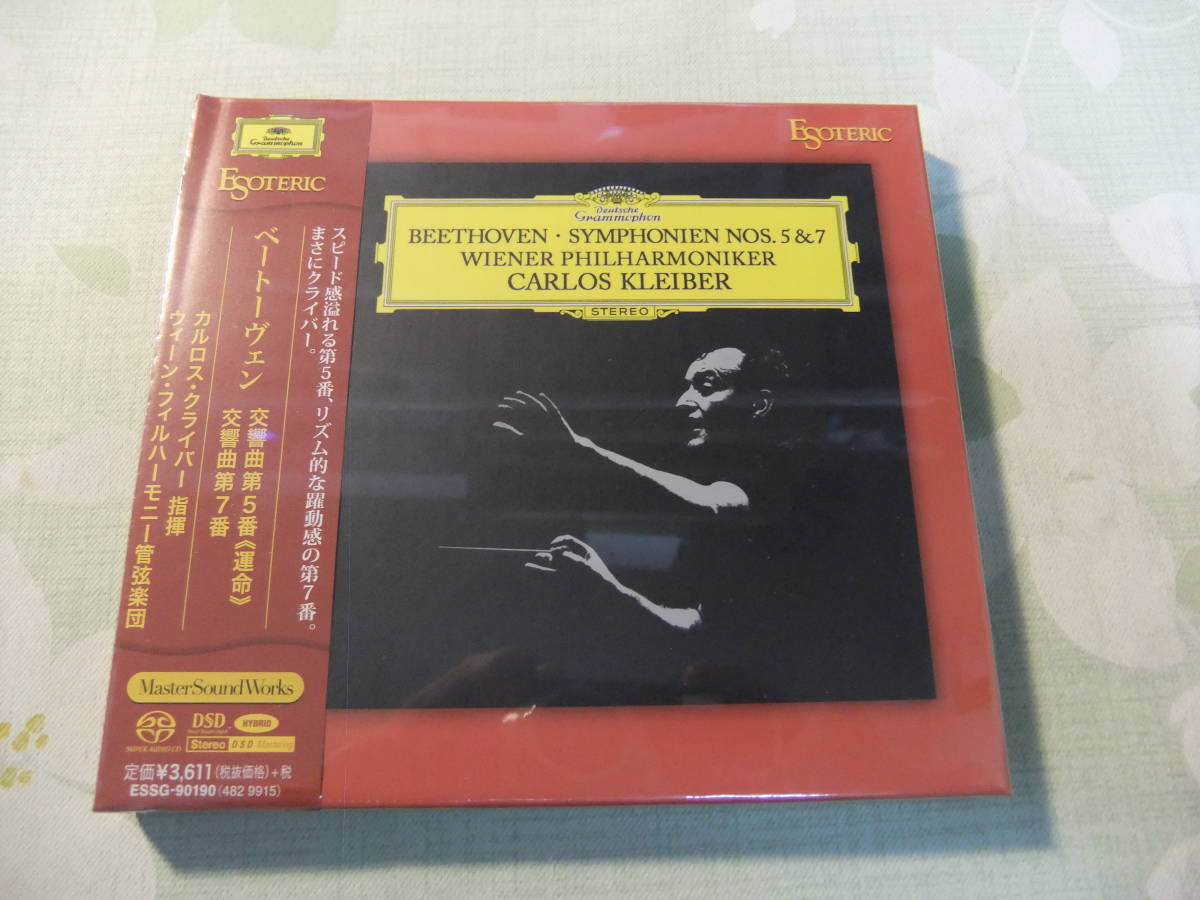 Deutsche
Grammophon
ESOTERIC
スピード感溢れる第5番、リズム的な躍動感の第7番。
まさにクライバー。
ベートーヴェン
交響曲第5番《運命》
交響曲第7番
カルロス・クライバー 指揮
ウィーン・フィルハーモニー管弦楽団
MasterSoundWorks
SUPER AUDIO CD
DSD
HYBRID
Stereo
DSD Mastering
定価¥3,611(税抜価格)+税
ESSG-90190(482 9915)
ESOTERIC
Deutsche
Grammophon
BEETHOVEN · SYMPHONIEN NOS. 5 & 7
WIENER PHILHARMONIKER
CARLOS KLEIBER
STEREO